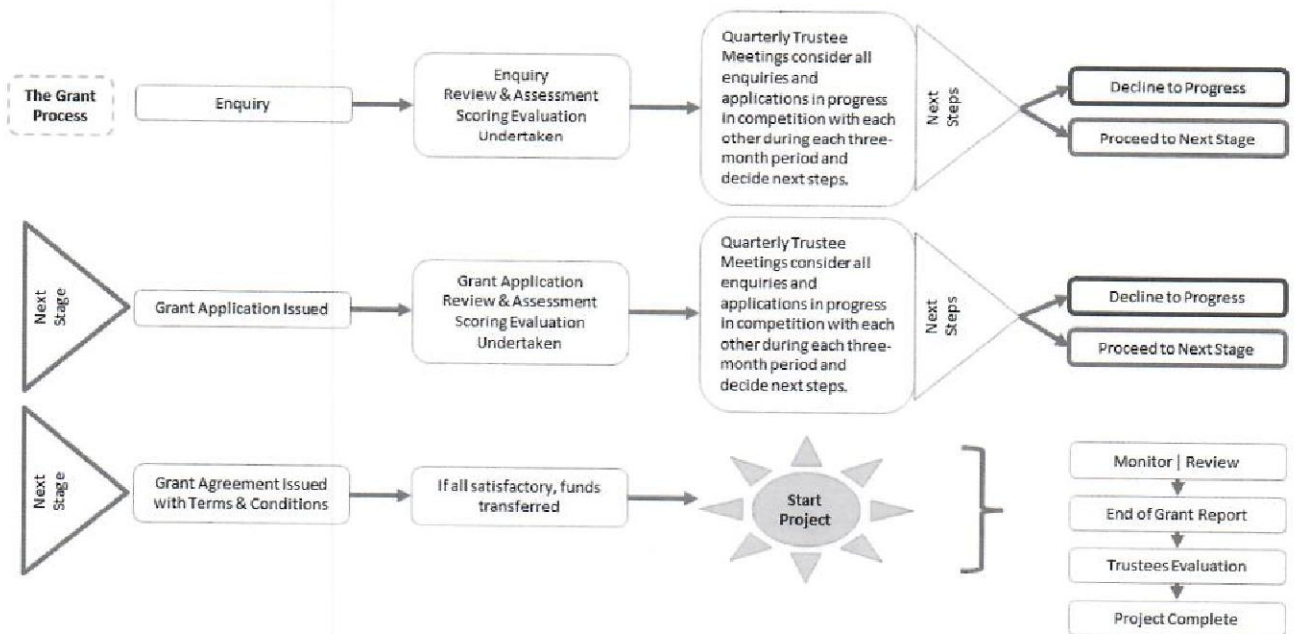 The Grant
Process
Enquiry
Enquiry
Review & Assessment
Scoring Evaluation
Undertaken
Quarterly Trustee
Meetings consider all
enquiries and
applications in progress
in competition with each
other during each three-
month period and
decide next steps.
Next
Steps
Decline to Progress
Proceed to Next Stage
Next
Stage
Grant Application Issued
Grant Application
Review & Assessment
Scoring Evaluation
Undertaken
Quarterly Trustee
Meetings consider all
enquiries and
applications in progress
in competition with each
other during each three-
month period and
decide next steps.
Next
Steps
Decline to Progress
Proceed to Next Stage
Next
Stage
Grant Agreement Issued
with Terms & Conditions
If all satisfactory, funds
transferred
Start
Project
Monitor | Review
End of Grant Report
Trustees Evaluation
Project Complete